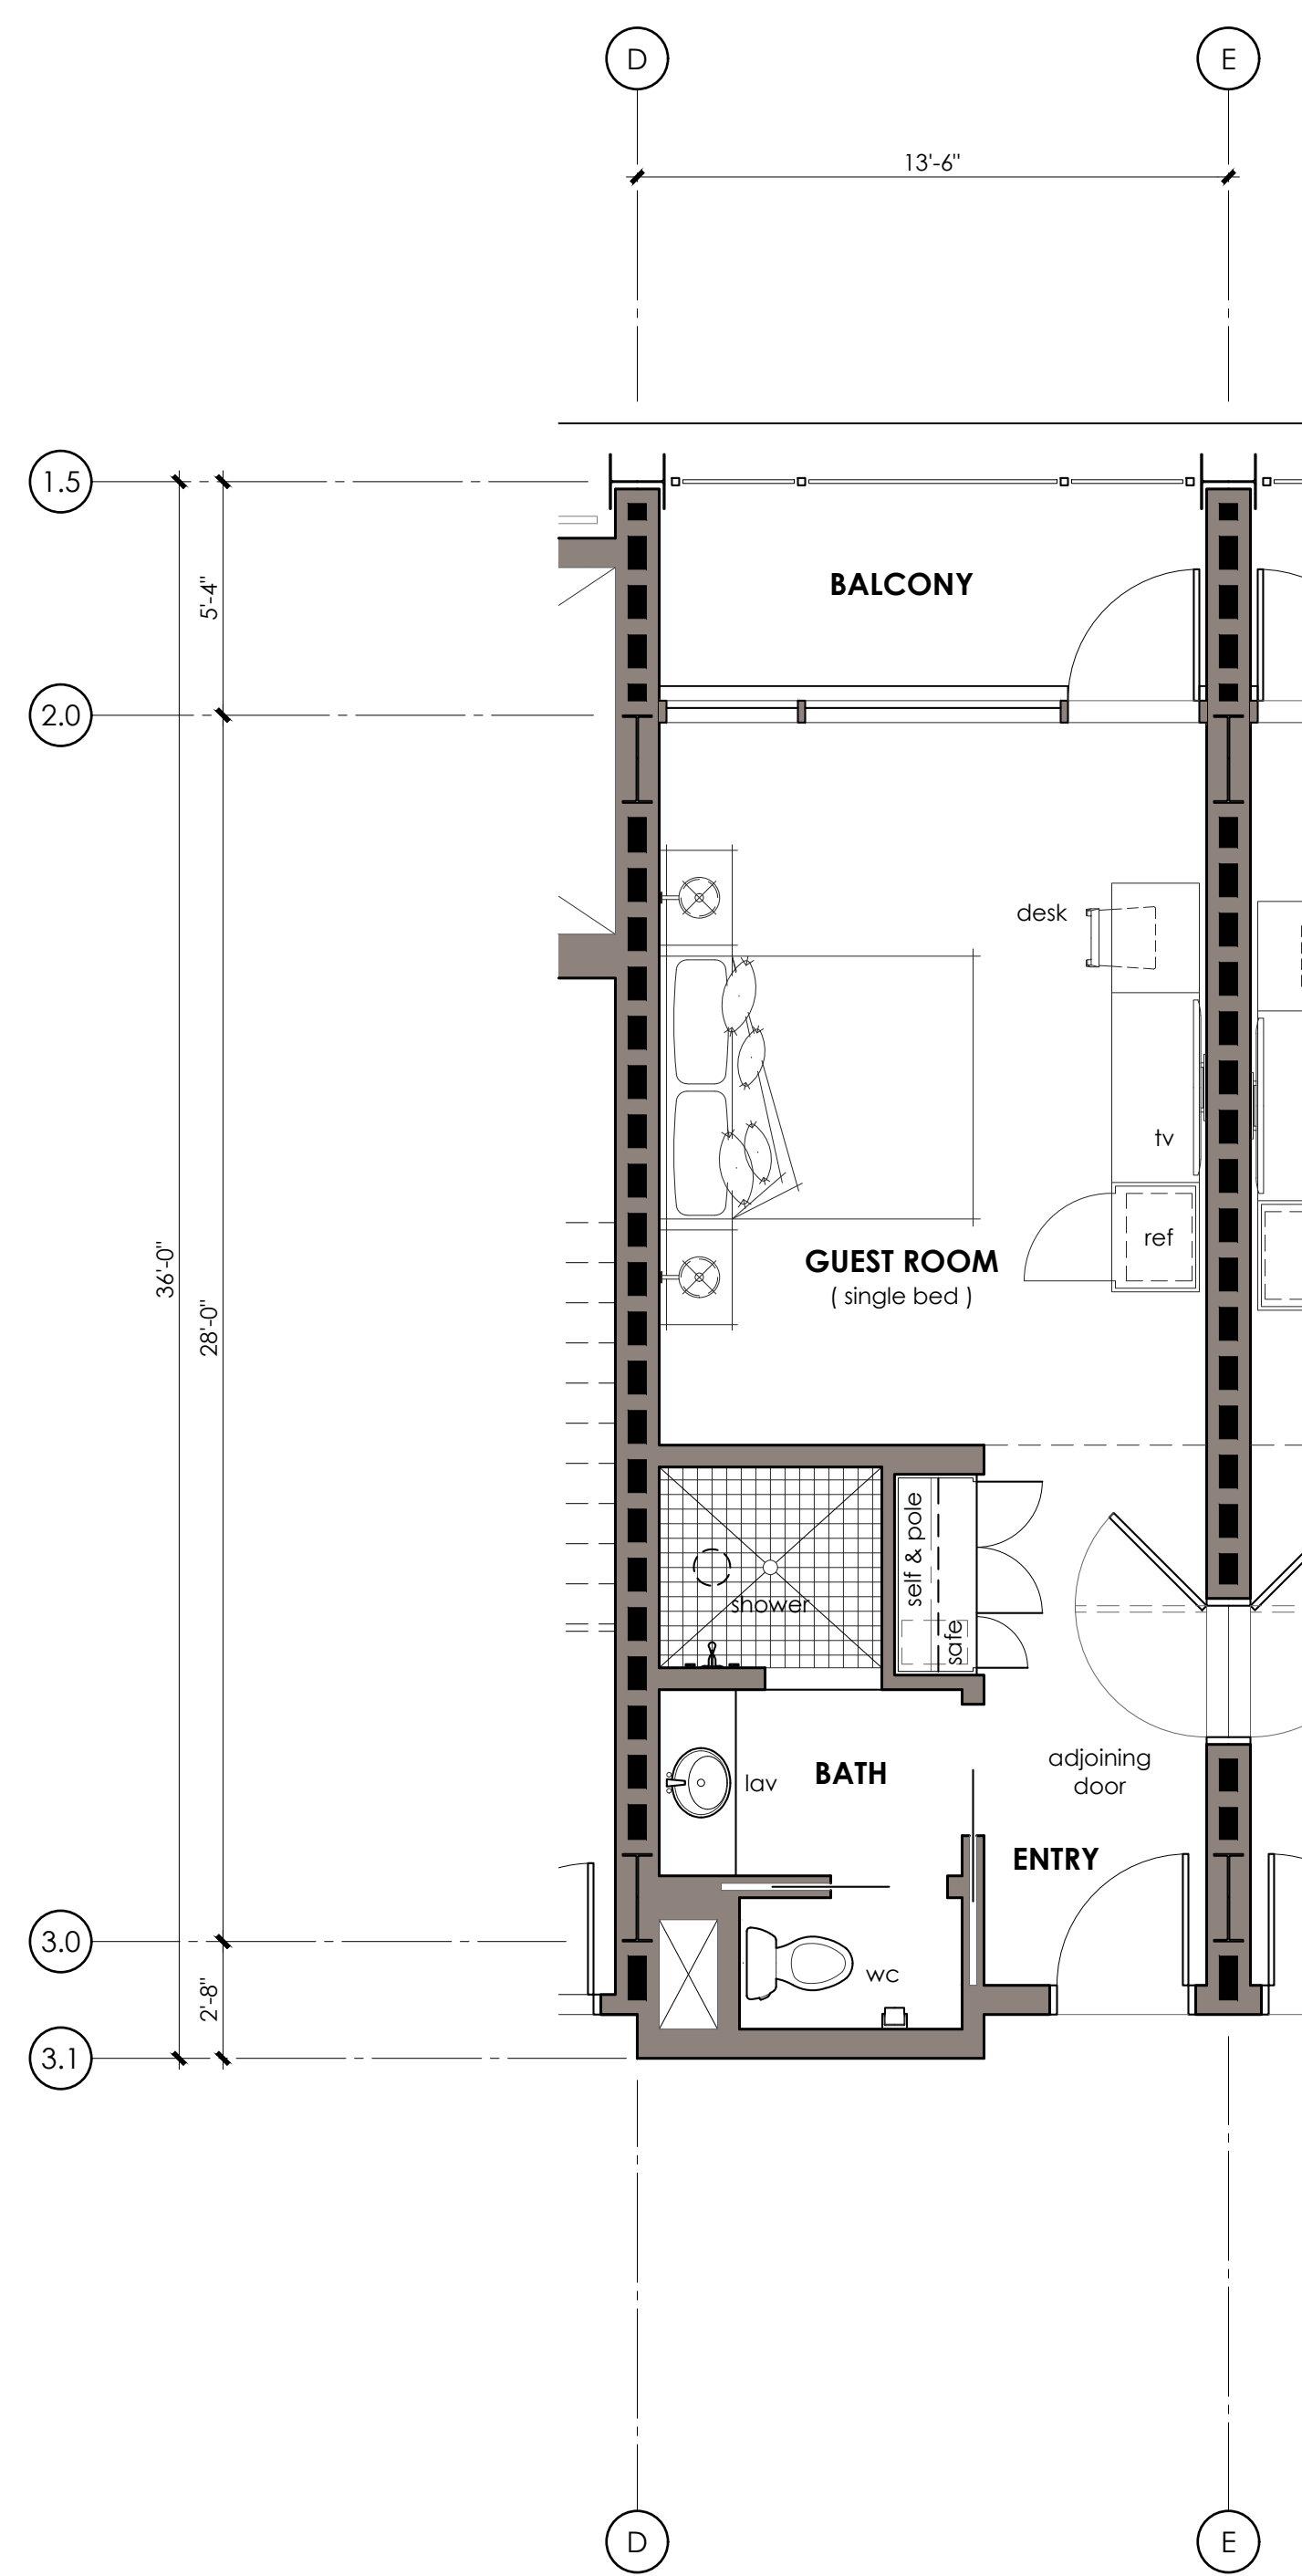 D
E
13'-6"
1.5
5'-4"
BALCONY
2.0
desk
tv
36'-0"
28'-0"
ref
GUEST ROOM
( single bed )
self & pole
shower
safe
adjoining
door
BATH
lav
ENTRY
3.0
2'-8"
wc
3.1
D
E